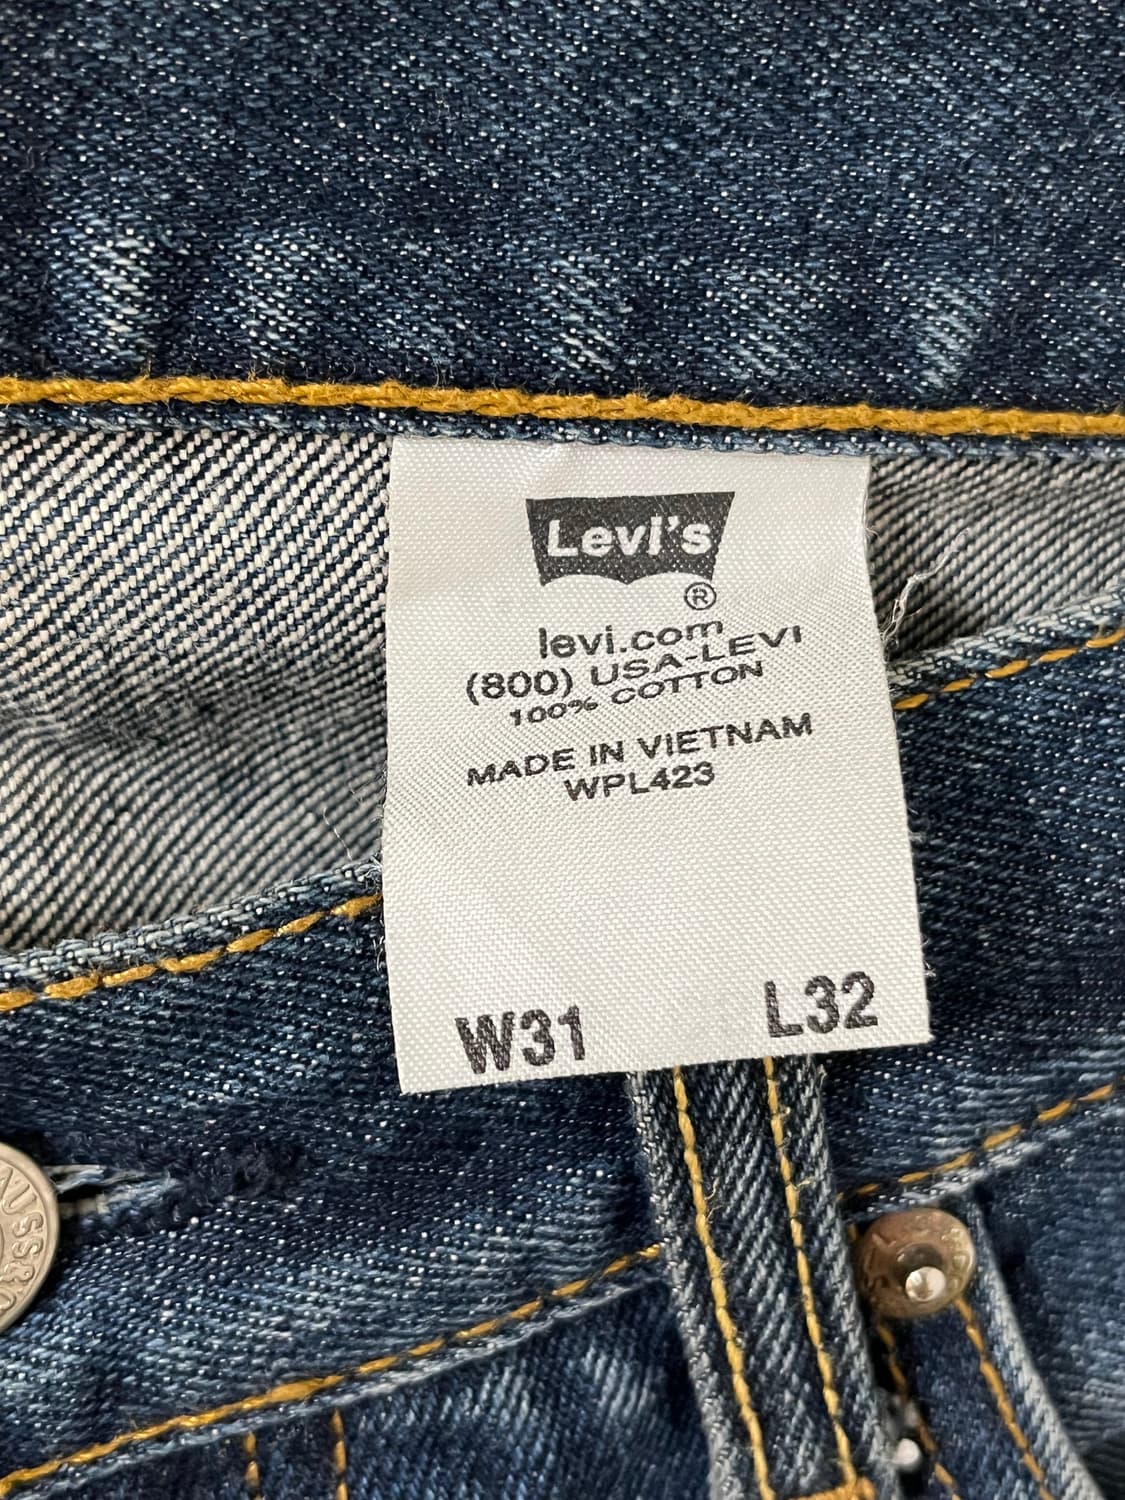 Levi's
®
levi.com
(800) USA-LEVI
100% COTTON
MADE IN VIETNAM
WPL423
W31 L32